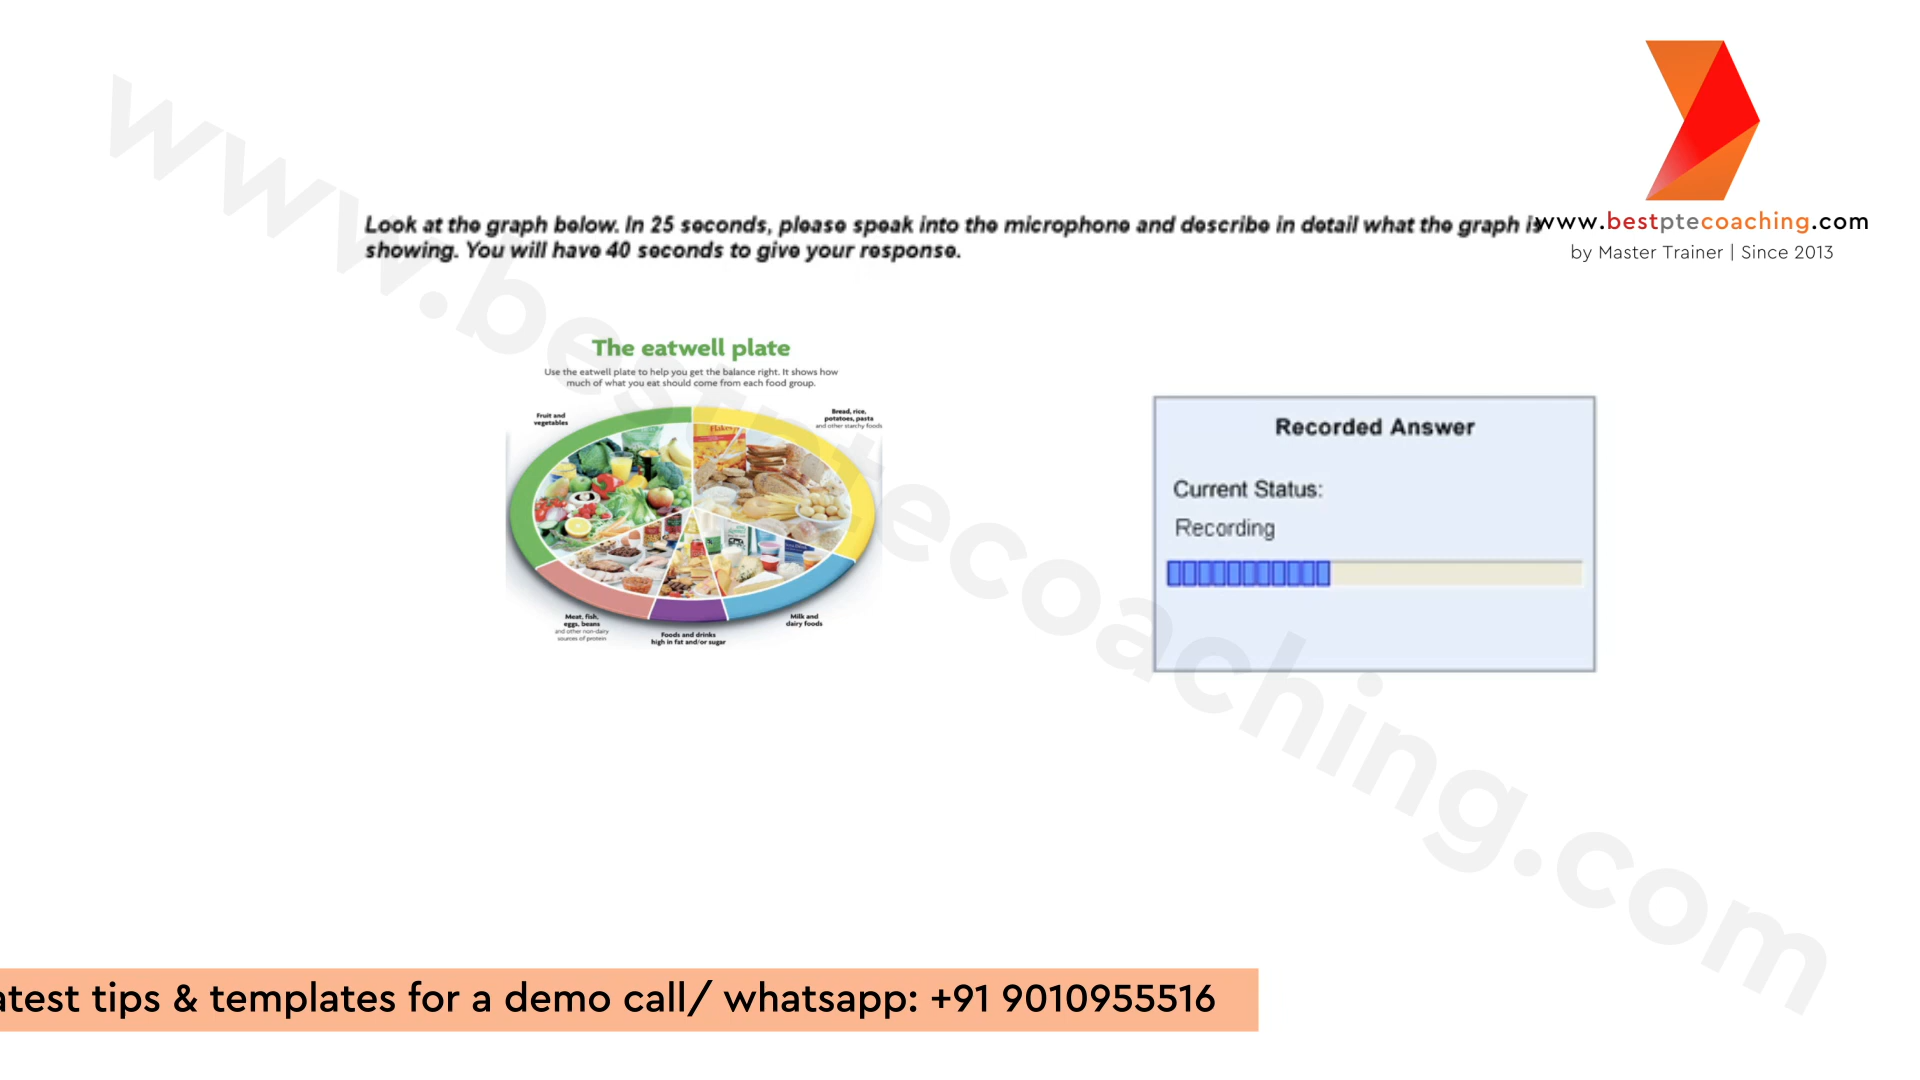 Look at the graph below. In 25 seconds, please speak into the microphone and describe in detail what the graph is
showing. You will have 40 seconds to give your response.
www.bestptecoaching.com
by Master Trainer | Since 2013
The eatwell plate
Use the eatwell plate to help you get the balance right. It shows how
much of what you eat should come from each food group.
Fruit and
vegetables
Bread, rice,
potatoes, pasta
and other starchy foods
Meat, fish,
eggs, beans
and other non-dairy
sources of protein
Foods and drinks
high in fat and/or sugar
Milk and
dairy foods
Recorded Answer
Current Status:
Recording
www.bestptecoaching.com
atest tips & templates for a demo call/ whatsapp: +91 9010955516